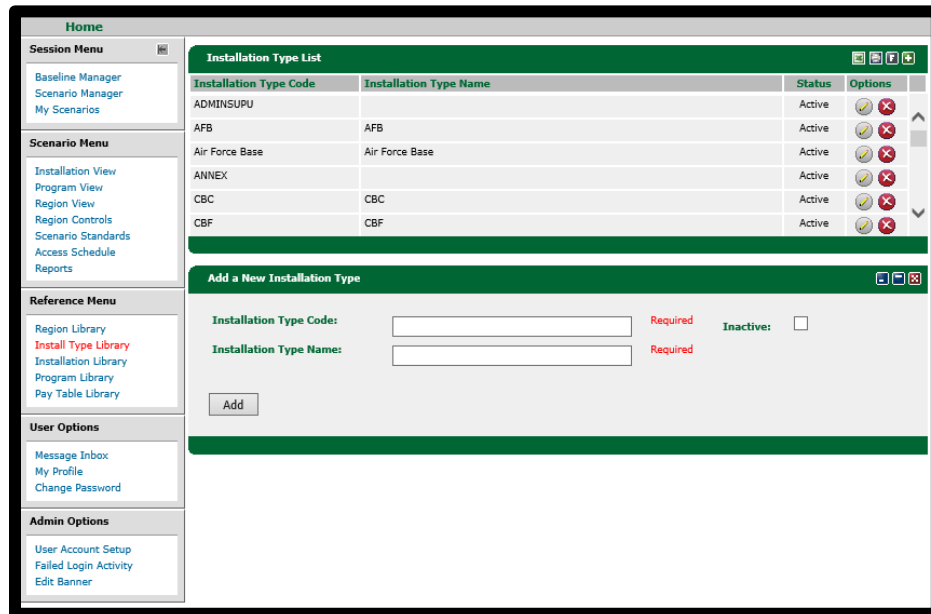 Home
Session Menu
Baseline Manager
Scenario Manager
My Scenarios
Scenario Menu
Installation View
Program View
Region View
Region Controls
Scenario Standards
Access Schedule
Reports
Reference Menu
Region Library
Install Type Library
Installation Library
Program Library
Pay Table Library
User Options
Message Inbox
My Profile
Change Password
Admin Options
User Account Setup
Failed Login Activity
Edit Banner
Installation Type List
Installation Type Code Installation Type Name Status Options
ADMINSUPU Active
AFB AFB Active
Air Force Base Air Force Base Active
ANNEX Active
CBC CBC Active
CBF CBF Active
Add a New Installation Type
Installation Type Code: Required Inactive:
Installation Type Name: Required
Add